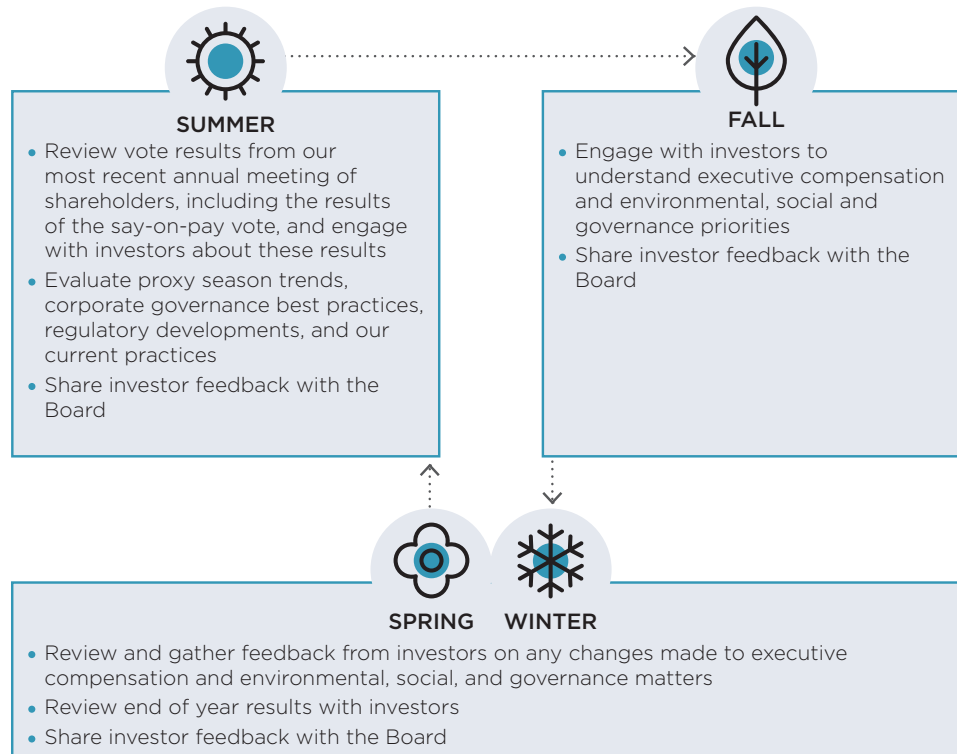 SUMMER
• Review vote results from our
most recent annual meeting of
shareholders, including the results
of the say-on-pay vote, and engage
with investors about these results
• Evaluate proxy season trends,
corporate governance best practices,
regulatory developments, and our
current practices
• Share investor feedback with the
Board
FALL
• Engage with investors to
understand executive compensation
and environmental, social and
governance priorities
• Share investor feedback with the
Board
SPRING WINTER
• Review and gather feedback from investors on any changes made to executive
compensation and environmental, social, and governance matters
• Review end of year results with investors
• Share investor feedback with the Board